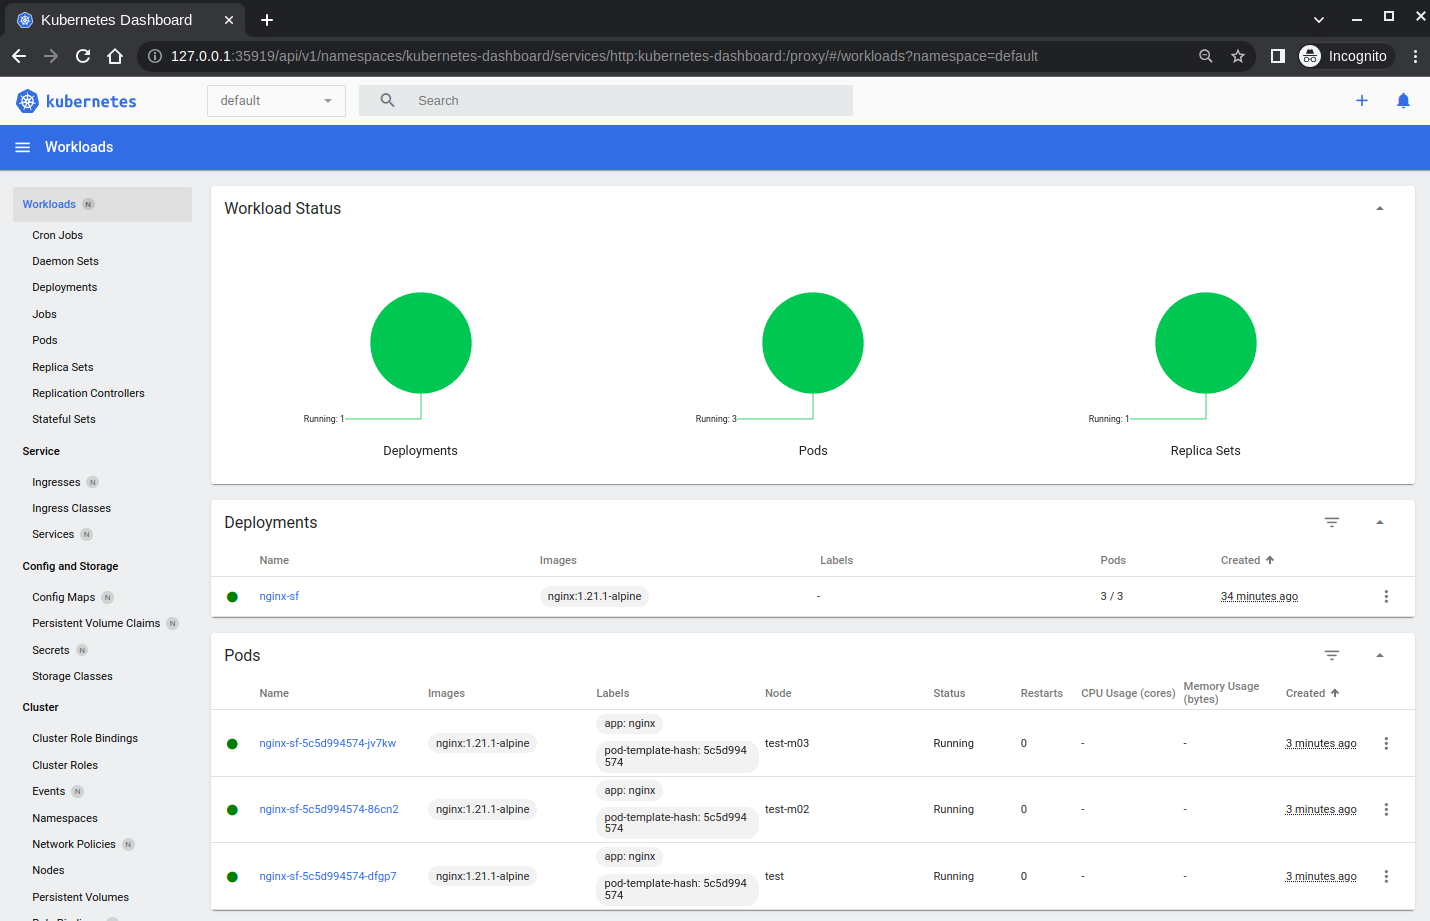 Kubernetes Dashboard
127.0.0.1:35919/api/v1/namespaces/kubernetes-dashboard/services/http:kubernetes-dashboard:/proxy/#/workloads?namespace=default
Incognito
kubernetes
default
Search
Workloads
Workloads N
Cron Jobs
Daemon Sets
Deployments
Jobs
Pods
Replica Sets
Replication Controllers
Stateful Sets
Service
Ingresses N
Ingress Classes
Services N
Config and Storage
Config Maps N
Persistent Volume Claims N
Secrets N
Storage Classes
Cluster
Cluster Role Bindings
Cluster Roles
Events N
Namespaces
Network Policies N
Nodes
Persistent Volumes
Workload Status
Running: 1
Deployments
Running: 3
Pods
Running: 1
Replica Sets
Deployments
Name Images Labels Pods Created
nginx-sf nginx:1.21.1-alpine - 3 / 3 34 minutes ago
Pods
Name Images Labels Node Status Restarts CPU Usage (cores) Memory Usage (bytes) Created
nginx-sf-5c5d994574-jv7kw nginx:1.21.1-alpine app: nginx
pod-template-hash: 5c5d994
574 test-m03 Running 0 - - 3 minutes ago
nginx-sf-5c5d994574-86cn2 nginx:1.21.1-alpine app: nginx
pod-template-hash: 5c5d994
574 test-m02 Running 0 - - 3 minutes ago
nginx-sf-5c5d994574-dfgp7 nginx:1.21.1-alpine app: nginx
pod-template-hash: 5c5d994
574 test Running 0 - - 3 minutes ago